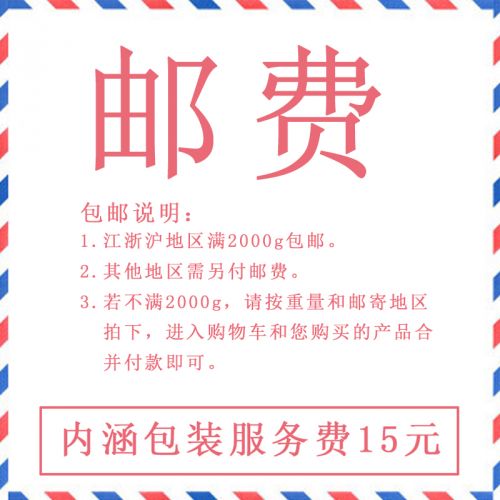 邮费
包邮说明：
1.江浙沪地区满2000g包邮。
2.其他地区需另付邮费。
3.若不满2000g，请按重量和邮寄地区
拍下，进入购物车和您购买的产品合
并付款即可。
内涵包装服务费15元